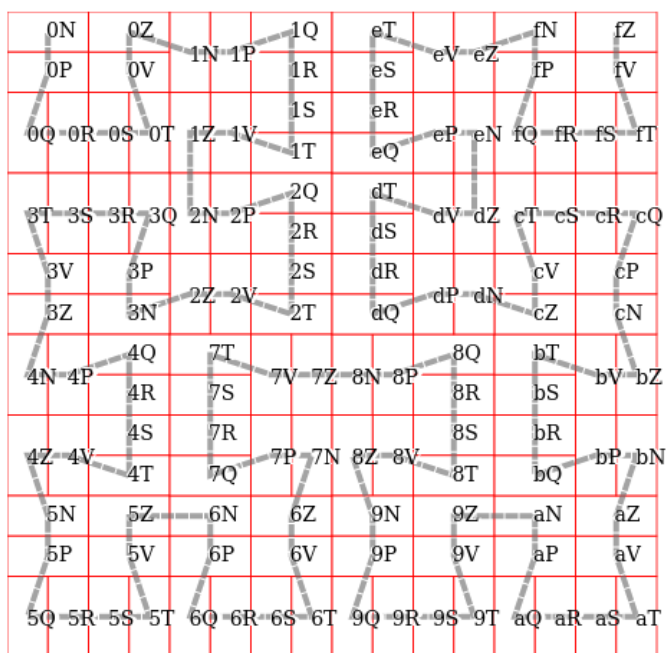 0N 0Z 1Q eT fN fZ
1N 1P eV eZ
0P 0V 1R eS fP fV
1S eR
0Q 0R 0S 0T 1Z 1V eP eN fQ fR fS fT
1T eQ
2Q dT
3T 3S 3R 3Q 2N 2P dV dZ cT cS cR cQ
2R dS
3V 3P 2S dR cV cP
2Z 2V dP dN
3Z 3N 2T dQ cZ cN
4Q 7T 8Q bT
4N 4P 7V 7Z 8N 8P bV bZ
4R 7S 8R bS
4S 7R 8S bR
4Z 4V 7P 7N 8Z 8V bP bN
4T 7Q 8T bQ
5N 5Z 6N 6Z 9N 9Z aN aZ
5P 5V 6P 6V 9P 9V aP aV
5Q 5R 5S 5T 6Q 6R 6S 6T 9Q 9R 9S 9T aQ aR aS aT